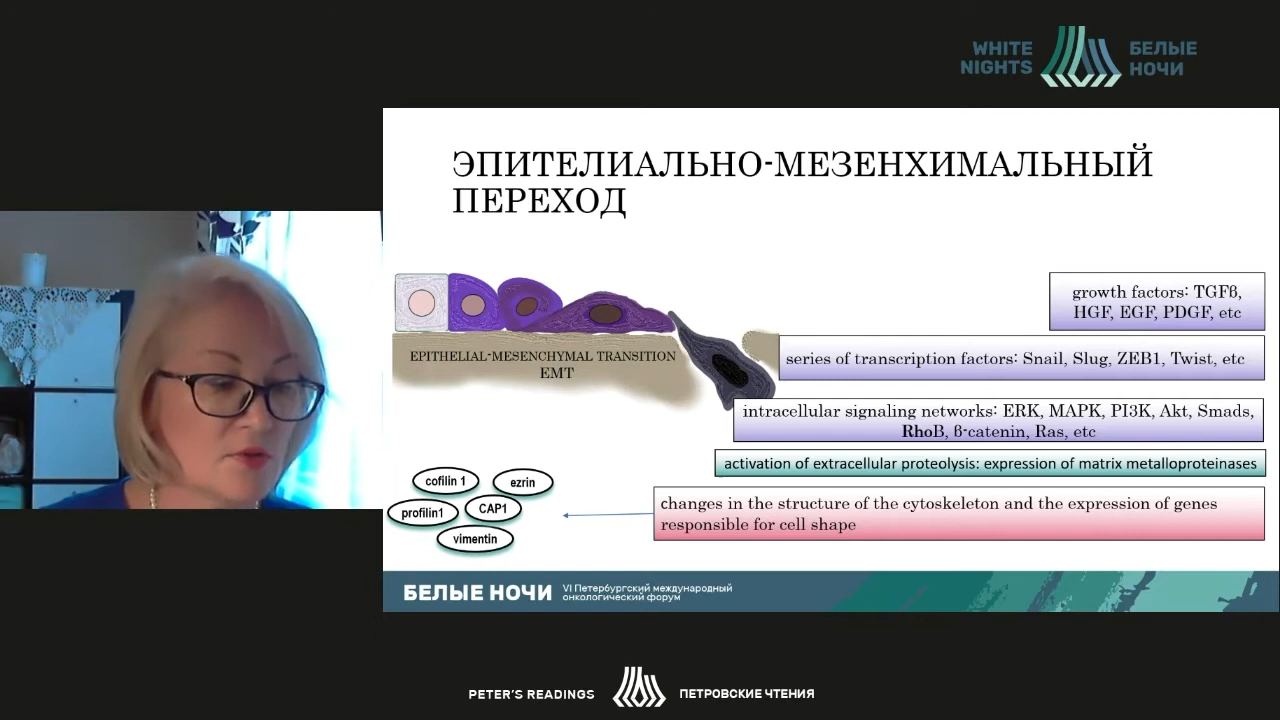 WHITE
NIGHTS
БЕЛЫЕ
НОЧИ
ЭПИТЕЛИАЛЬНО-МЕЗЕНХИМАЛЬНЫЙ
ПЕРЕХОД
growth factors: TGFβ,
HGF, EGF, PDGF, etc
EPITHELIAL-MESENCHYMAL TRANSITION
EMT
series of transcription factors: Snail, Slug, ZEB1, Twist, etc
intracellular signaling networks: ERK, MAPK, PI3K, Akt, Smads,
RhoB, β-catenin, Ras, etc
activation of extracellular proteolysis: expression of matrix metalloproteinases
cofilin 1
ezrin
profilin1
CAP1
vimentin
changes in the structure of the cytoskeleton and the expression of genes
responsible for cell shape
БЕЛЫЕ НОЧИ
VI Петербургский международный
онкологический форум
PETER'S READINGS
ПЕТРОВСКИЕ ЧТЕНИЯ